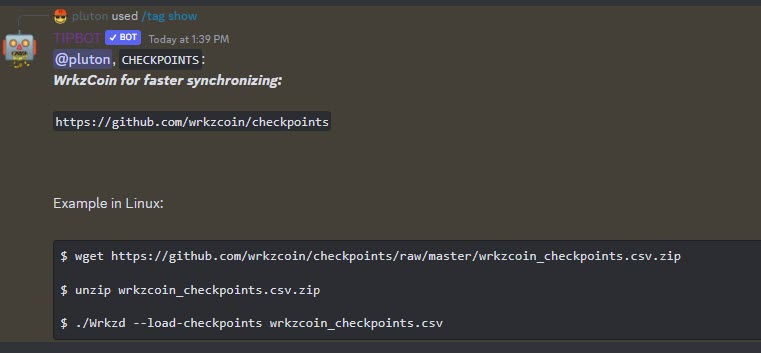 pluton used /tag show
TIPBOT ✓ BOT Today at 1:39 PM
@pluton, CHECKPOINTS:
WrkzCoin for faster synchronizing:
https://github.com/wrkzcoin/checkpoints
Example in Linux:
$ wget https://github.com/wrkzcoin/checkpoints/raw/master/wrkzcoin_checkpoints.csv.zip
$ unzip wrkzcoin_checkpoints.csv.zip
$ ./Wrkzd --load-checkpoints wrkzcoin_checkpoints.csv